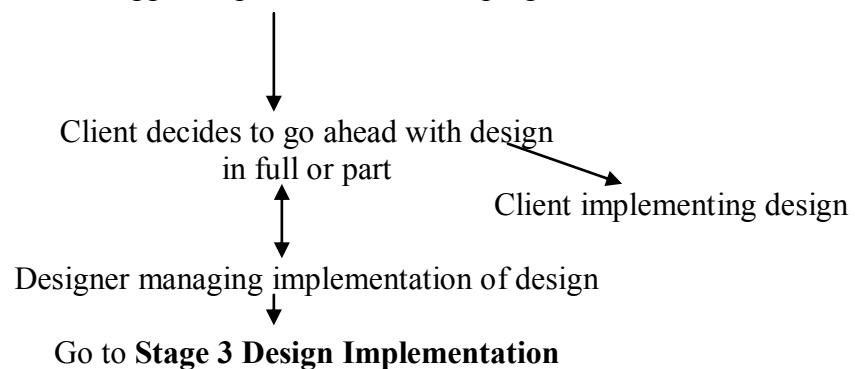 Client decides to go ahead with design
in full or part
Client implementing design
Designer managing implementation of design
Go to Stage 3 Design Implementation